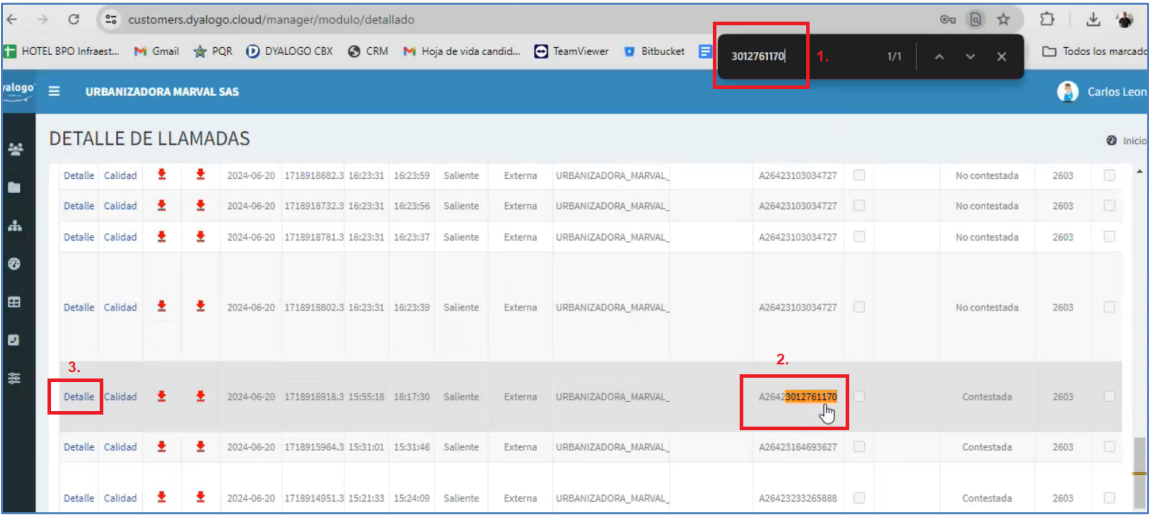 customers.dyalogo.cloud/manager/modulo/detallado
HOTEL BPO Infraest... Gmail PQR DYALOGO CBX CRM Hoja de vida candid... TeamViewer Bitbucket Todos los marcado
3012761170 1. 1/1
yalogo URBANIZADORA MARVAL SAS Carlos Leon
DETALLE DE LLAMADAS Inicio
Detalle Calidad 2024-06-20 1718918682.3 16:23:31 16:23:59 Saliente Externa URBANIZADORA_MARVAL_ A26423103034727 No contestada 2603
Detalle Calidad 2024-06-20 1718918732.3 16:23:31 16:23:56 Saliente Externa URBANIZADORA_MARVAL_ A26423103034727 No contestada 2603
Detalle Calidad 2024-06-20 1718918781.3 16:23:31 16:23:37 Saliente Externa URBANIZADORA_MARVAL_ A26423103034727 No contestada 2603
Detalle Calidad 2024-06-20 1718918802.3 16:23:31 16:23:39 Saliente Externa URBANIZADORA_MARVAL_ A26423103034727 No contestada 2603
3. 2.
Detalle Calidad 2024-06-20 1718916918.3 15:55:18 16:17:30 Saliente Externa URBANIZADORA_MARVAL_ A26423012761170 Contestada 2603
Detalle Calidad 2024-06-20 1718915964.3 15:31:01 15:31:46 Saliente Externa URBANIZADORA_MARVAL_ A26423164693627 Contestada 2603
Detalle Calidad 2024-06-20 1718914951.3 15:21:33 15:24:09 Saliente Externa URBANIZADORA_MARVAL_ A26423233265888 Contestada 2603